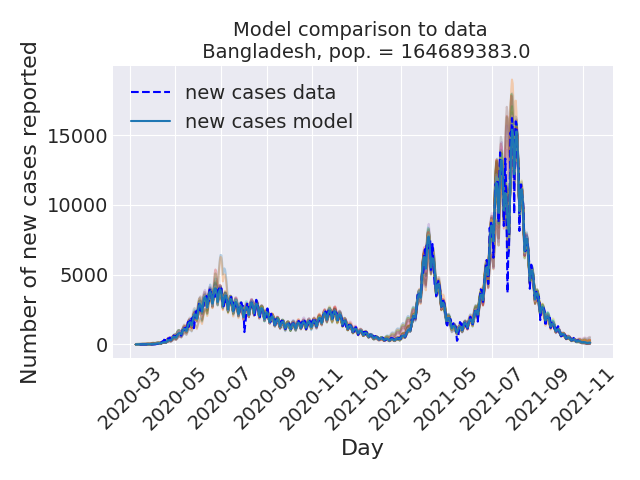 Model comparison to data
Bangladesh, pop. = 164689383.0
Number of new cases reported
new cases data
new cases model
15000
10000
5000
0
2020-03
2020-05
2020-07
2020-09
2020-11
2021-01
2021-03
2021-05
2021-07
2021-09
2021-11
Day